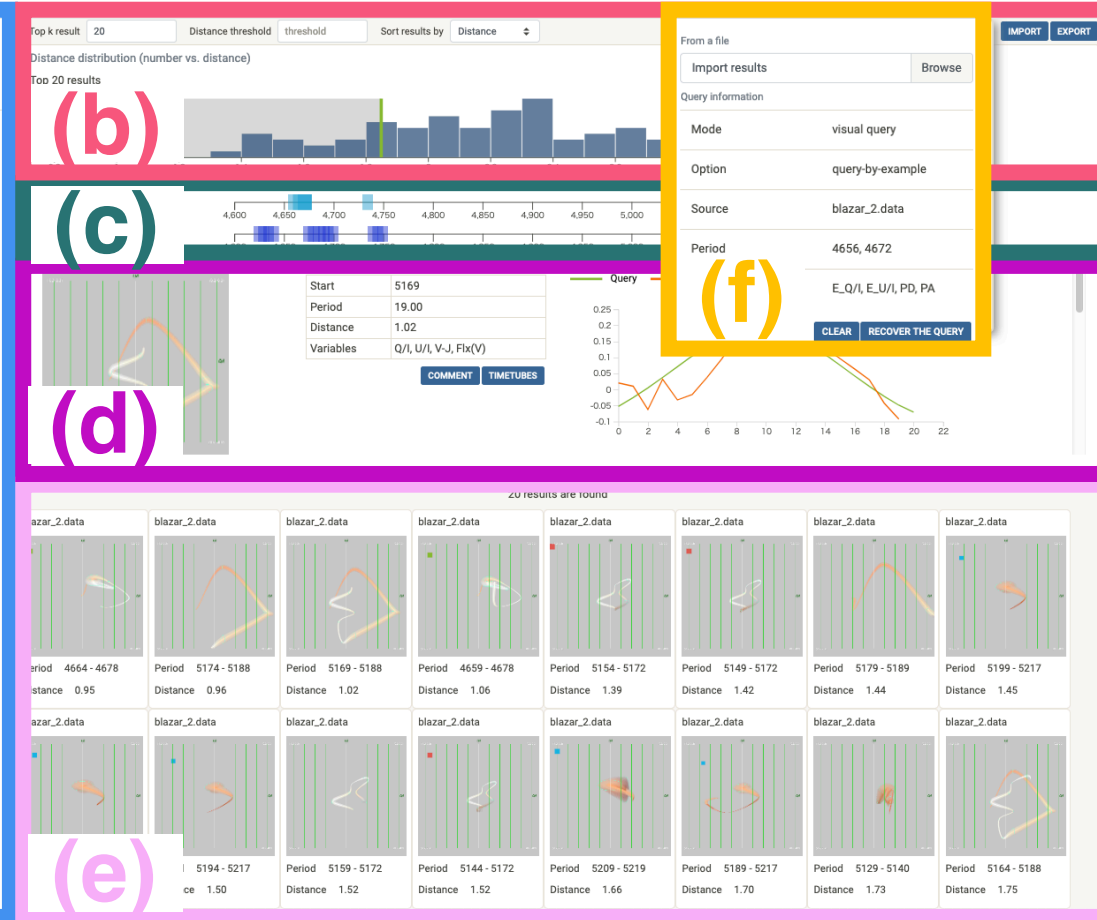 Top k result 20 Distance threshold threshold Sort results by Distance
IMPORT EXPORT
Distance distribution (number vs. distance)
Top 20 results
(b)
(c)
4,600 4,650 4,700 4,750 4,800 4,850 4,900 4,950 5,000
(d)
Start 5169
Period 19.00
Distance 1.02
Variables Q/I, U/I, V-J, Flx(V)
COMMENT TIMETUBES
Query
0.25
0.2
0.15
0.1
0.05
0
-0.05
-0.1
0 2 4 6 8 10 12 14 16 18 20 22
From a file
Import results Browse
Query information
Mode visual query
Option query-by-example
Source blazar_2.data
Period 4656, 4672
(f)
E_Q/I, E_U/I, PD, PA
CLEAR RECOVER THE QUERY
20 results are found
azar_2.data blazar_2.data blazar_2.data blazar_2.data blazar_2.data blazar_2.data blazar_2.data blazar_2.data
eriod 4664 - 4678 Period 5174 - 5188 Period 5169 - 5188 Period 4659 - 4678 Period 5154 - 5172 Period 5149 - 5172 Period 5179 - 5189 Period 5199 - 5217
stance 0.95 Distance 0.96 Distance 1.02 Distance 1.06 Distance 1.39 Distance 1.42 Distance 1.44 Distance 1.45
azar_2.data blazar_2.data blazar_2.data blazar_2.data blazar_2.data blazar_2.data blazar_2.data blazar_2.data
5194 - 5217 Period 5159 - 5172 Period 5144 - 5172 Period 5209 - 5219 Period 5189 - 5217 Period 5129 - 5140 Period 5164 - 5188
ce 1.50 Distance 1.52 Distance 1.52 Distance 1.66 Distance 1.70 Distance 1.73 Distance 1.75
(e)